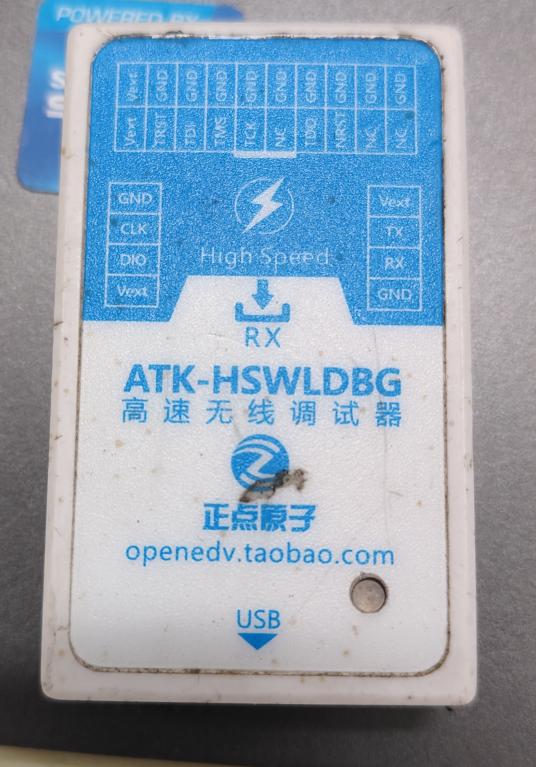 POWERED BY
Vext GND GND GND GND GND GND GND GND GND
Vext TRST TDI TMS TCK NC TDO NRST NC NC
GND
CLK
DIO
Vext
Vext
TX
RX
GND
High Speed
RX
ATK-HSWLDBG
高速无线调试器
正点原子
openedv.taobao.com
USB